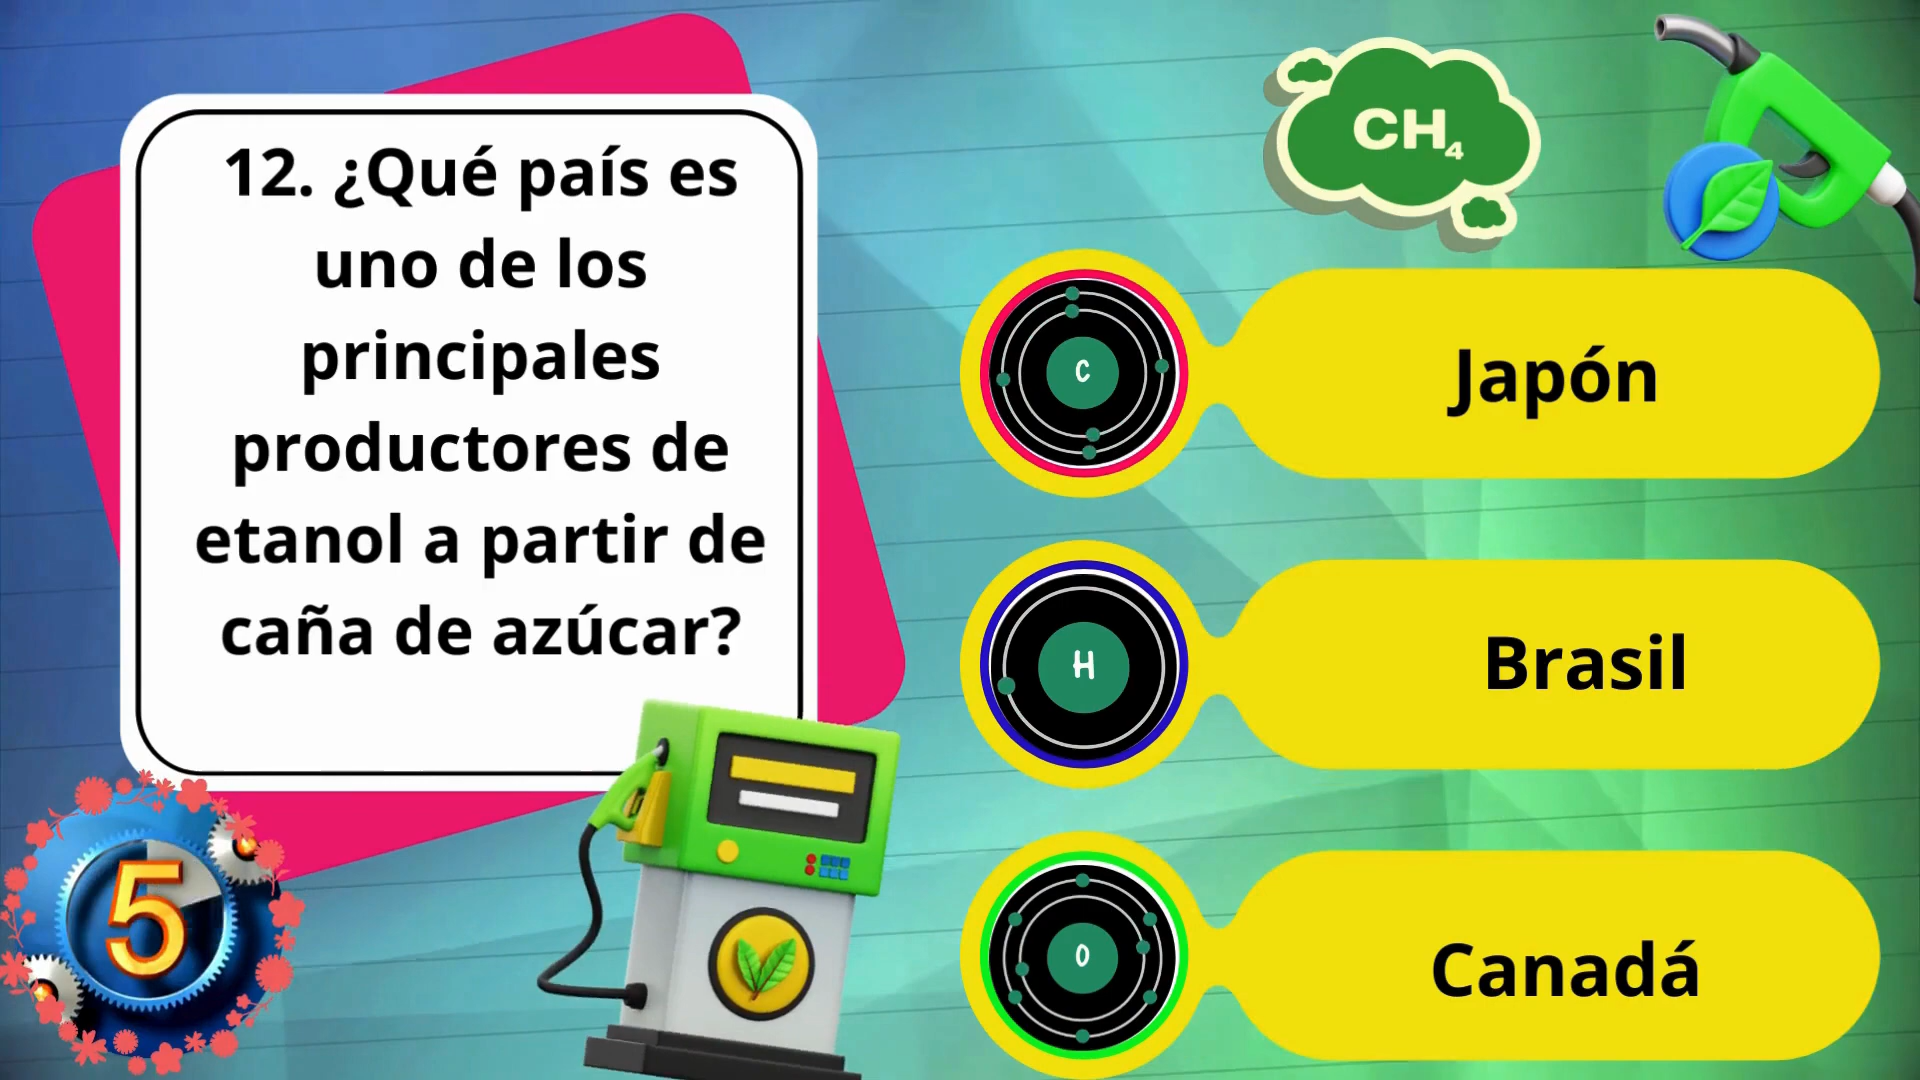 12. ¿Qué país es
uno de los
principales
productores de
etanol a partir de
caña de azúcar?
CH₄
C
Japón
H
Brasil
O
Canadá
5